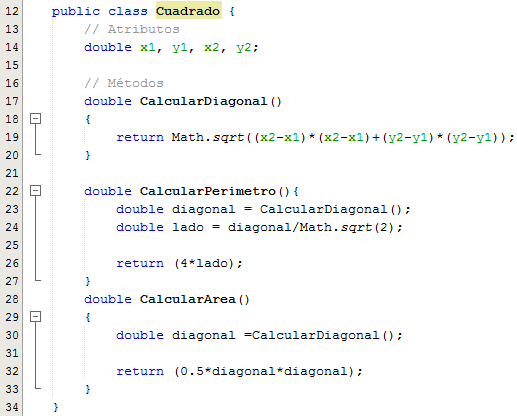 12 public class Cuadrado {
13 // Atributos
14 double x1, y1, x2, y2;
15
16 // Métodos
17 double CalcularDiagonal()
18 {
19 return Math.sqrt((x2-x1)*(x2-x1)+(y2-y1)*(y2-y1));
20 }
21
22 double CalcularPerimetro(){
23 double diagonal = CalcularDiagonal();
24 double lado = diagonal/Math.sqrt(2);
25
26 return (4*lado);
27 }
28 double CalcularArea()
29 {
30 double diagonal =CalcularDiagonal();
31
32 return (0.5*diagonal*diagonal);
33 }
34 }